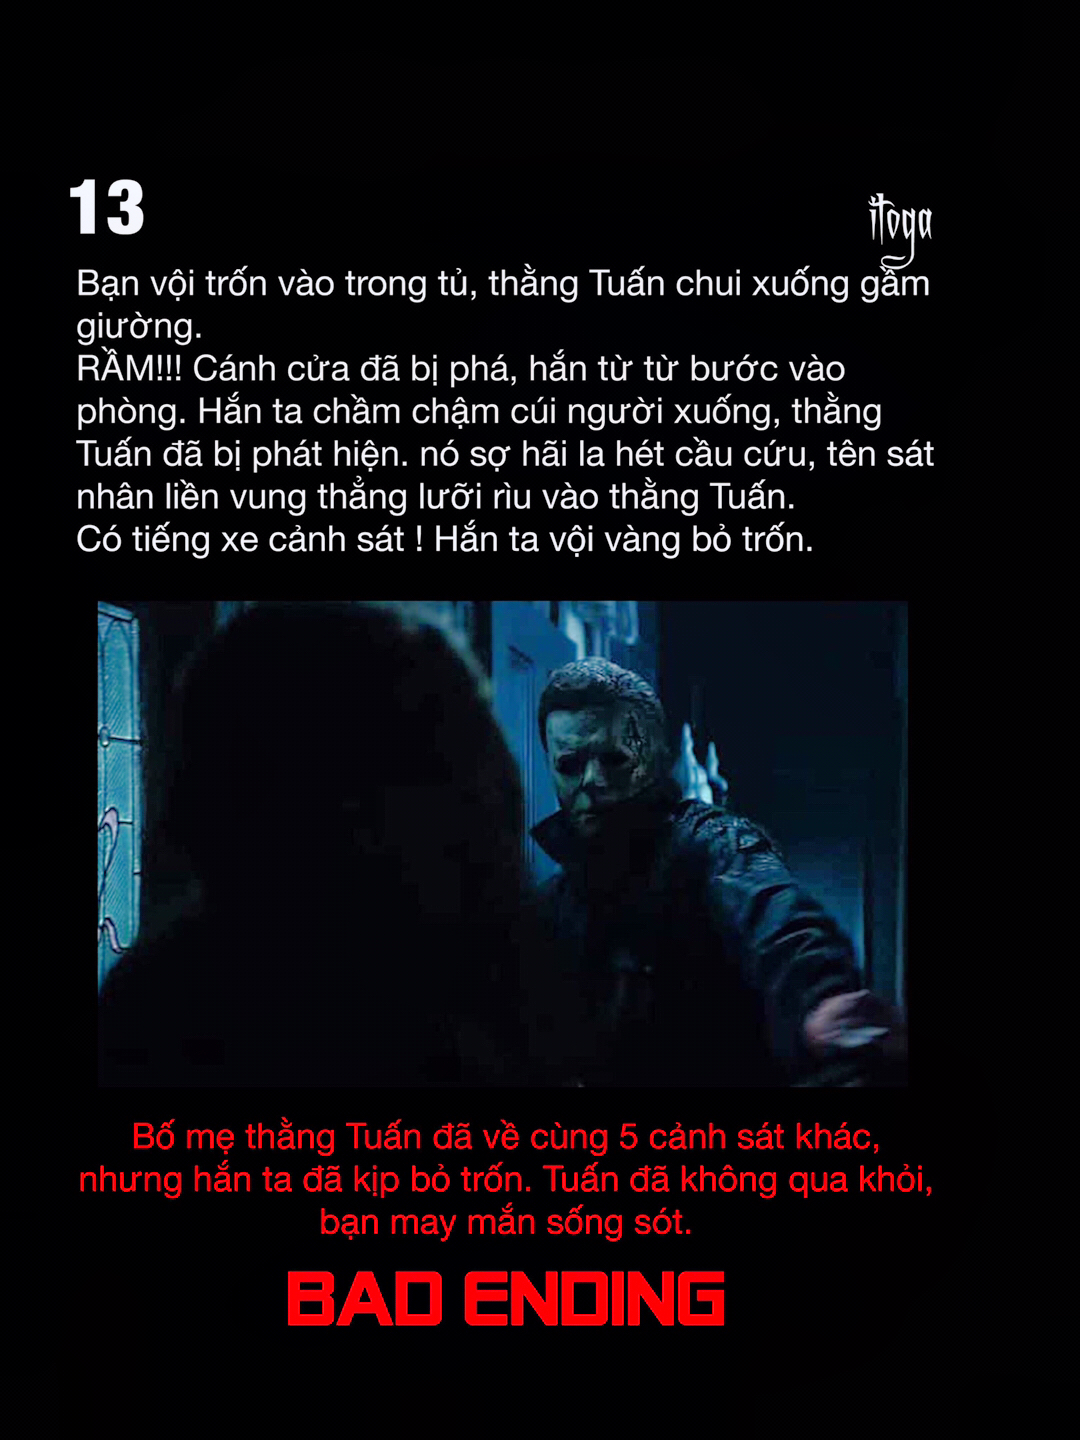 13
itoga
Bạn vội trốn vào trong tủ, thằng Tuấn chui xuống gầm
giường.
RẦM!!! Cánh cửa đã bị phá, hắn từ từ bước vào
phòng. Hắn ta chầm chậm cúi người xuống, thằng
Tuấn đã bị phát hiện. nó sợ hãi la hét cầu cứu, tên sát
nhân liền vung thẳng lưỡi rìu vào thằng Tuấn.
Có tiếng xe cảnh sát ! Hắn ta vội vàng bỏ trốn.
Bố mẹ thằng Tuấn đã về cùng 5 cảnh sát khác,
nhưng hắn ta đã kịp bỏ trốn. Tuấn đã không qua khỏi,
bạn may mắn sống sót.
BAD ENDING